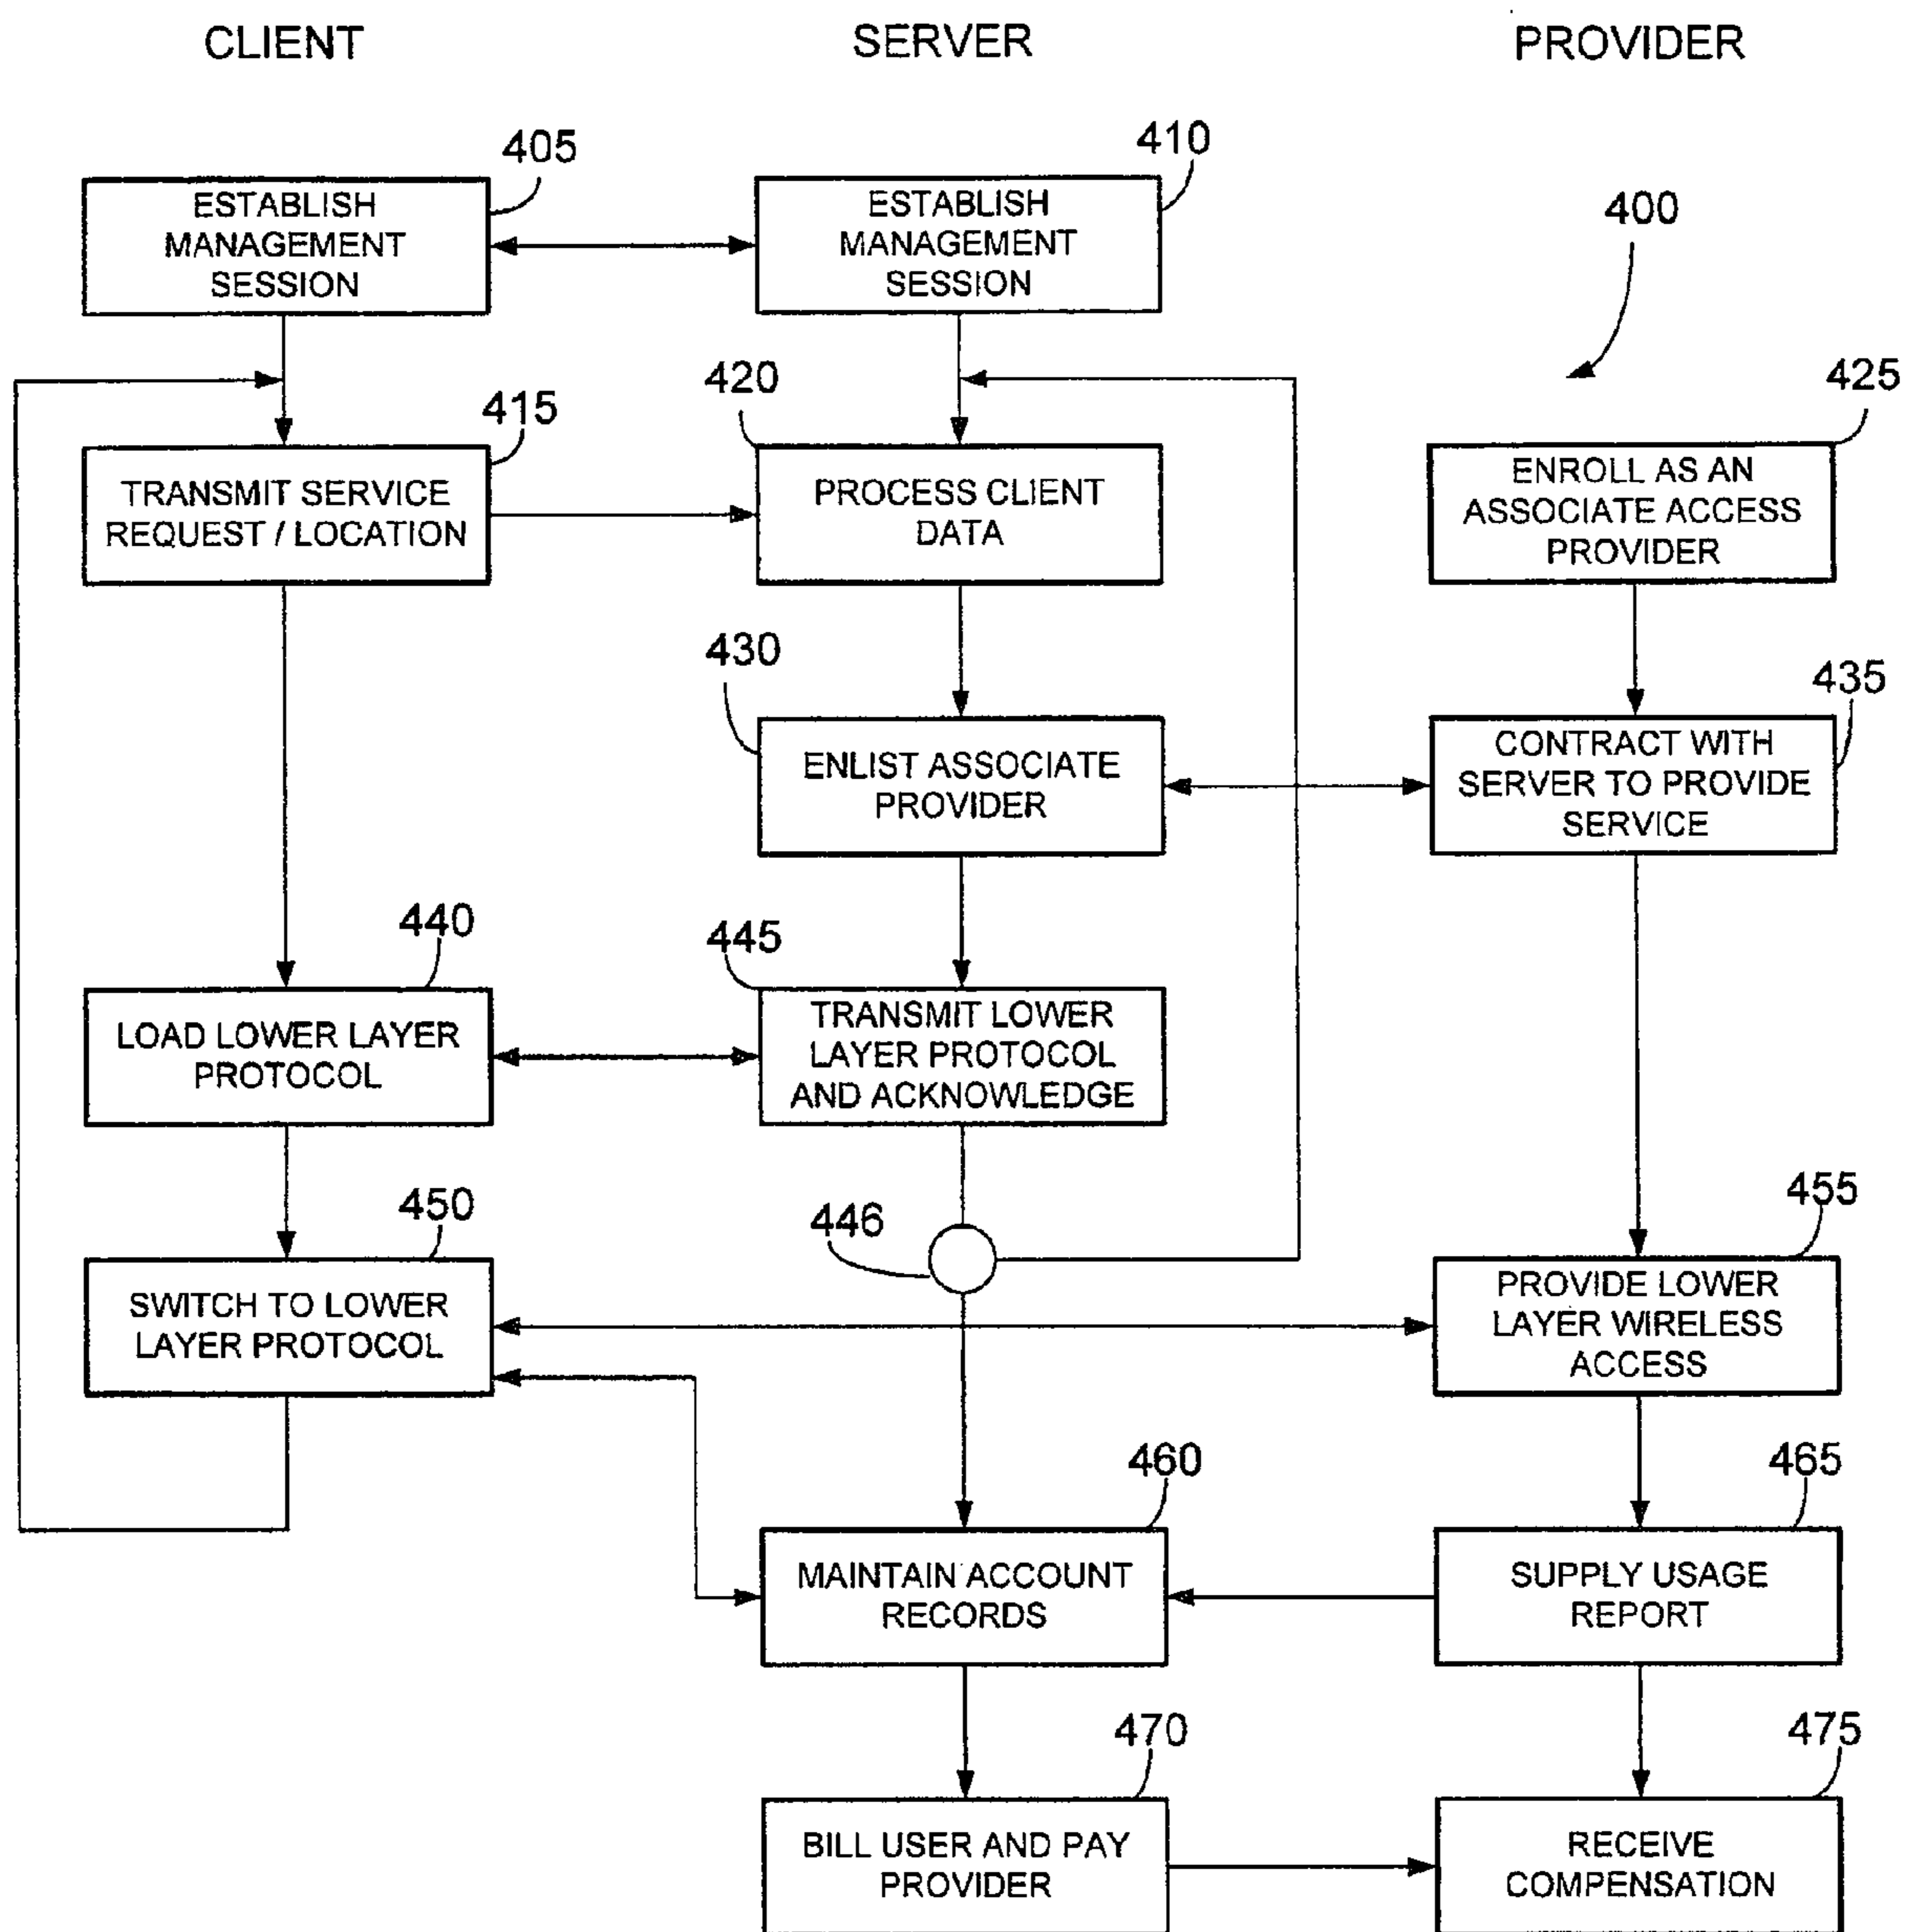 CLIENT
SERVER
PROVIDER
405
410
400
ESTABLISH
MANAGEMENT
SESSION
ESTABLISH
MANAGEMENT
SESSION
415
420
425
TRANSMIT SERVICE
REQUEST / LOCATION
PROCESS CLIENT
DATA
ENROLL AS AN
ASSOCIATE ACCESS
PROVIDER
430
435
ENLIST ASSOCIATE
PROVIDER
CONTRACT WITH
SERVER TO PROVIDE
SERVICE
440
445
LOAD LOWER LAYER
PROTOCOL
TRANSMIT LOWER
LAYER PROTOCOL
AND ACKNOWLEDGE
450
446
455
SWITCH TO LOWER
LAYER PROTOCOL
PROVIDE LOWER
LAYER WIRELESS
ACCESS
460
465
MAINTAIN ACCOUNT
RECORDS
SUPPLY USAGE
REPORT
470
475
BILL USER AND PAY
PROVIDER
RECEIVE
COMPENSATION